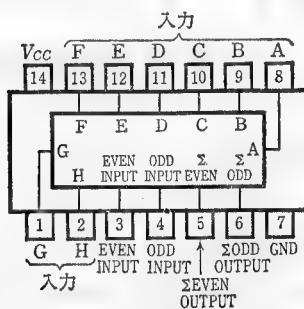 入力
Vcc F E D C B A
14 13 12 11 10 9 8
F E D C B
G A
EVEN ODD Σ Σ
H INPUT INPUT EVEN ODD
1 2 3 4 5 6 7
G H EVEN ODD ΣODD GND
INPUT INPUT OUTPUT
入力 ΣEVEN
OUTPUT